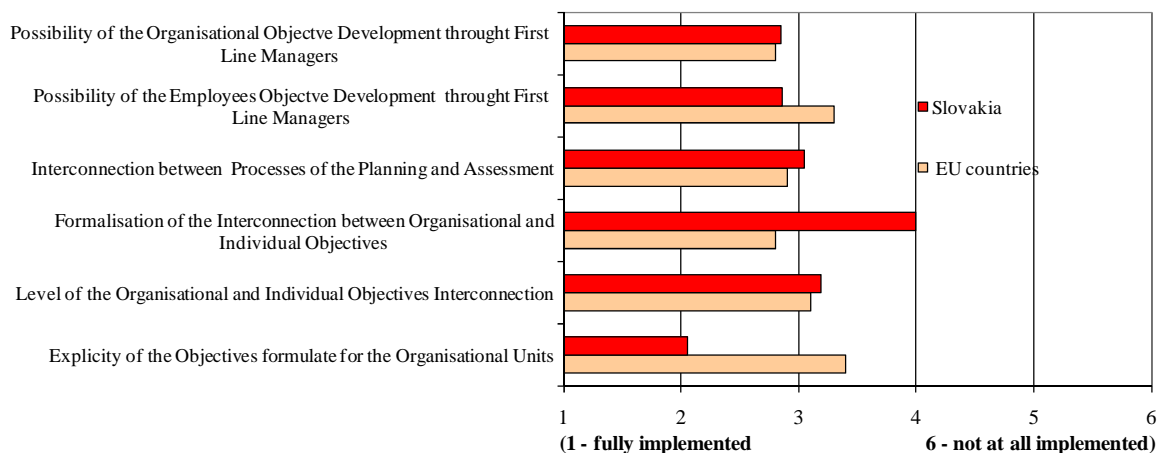 Possibility of the Organisational Objectve Development throught First
Line Managers
Possibility of the Employees Objectve Development throught First
Line Managers
Interconnection between Processes of the Planning and Assessment
Formalisation of the Interconnection between Organisational and
Individual Objectives
Level of the Organisational and Individual Objectives Interconnection
Explicity of the Objectives formulate for the Organisational Units
Slovakia
EU countries
1 2 3 4 5 6
(1 - fully implemented 6 - not at all implemented)